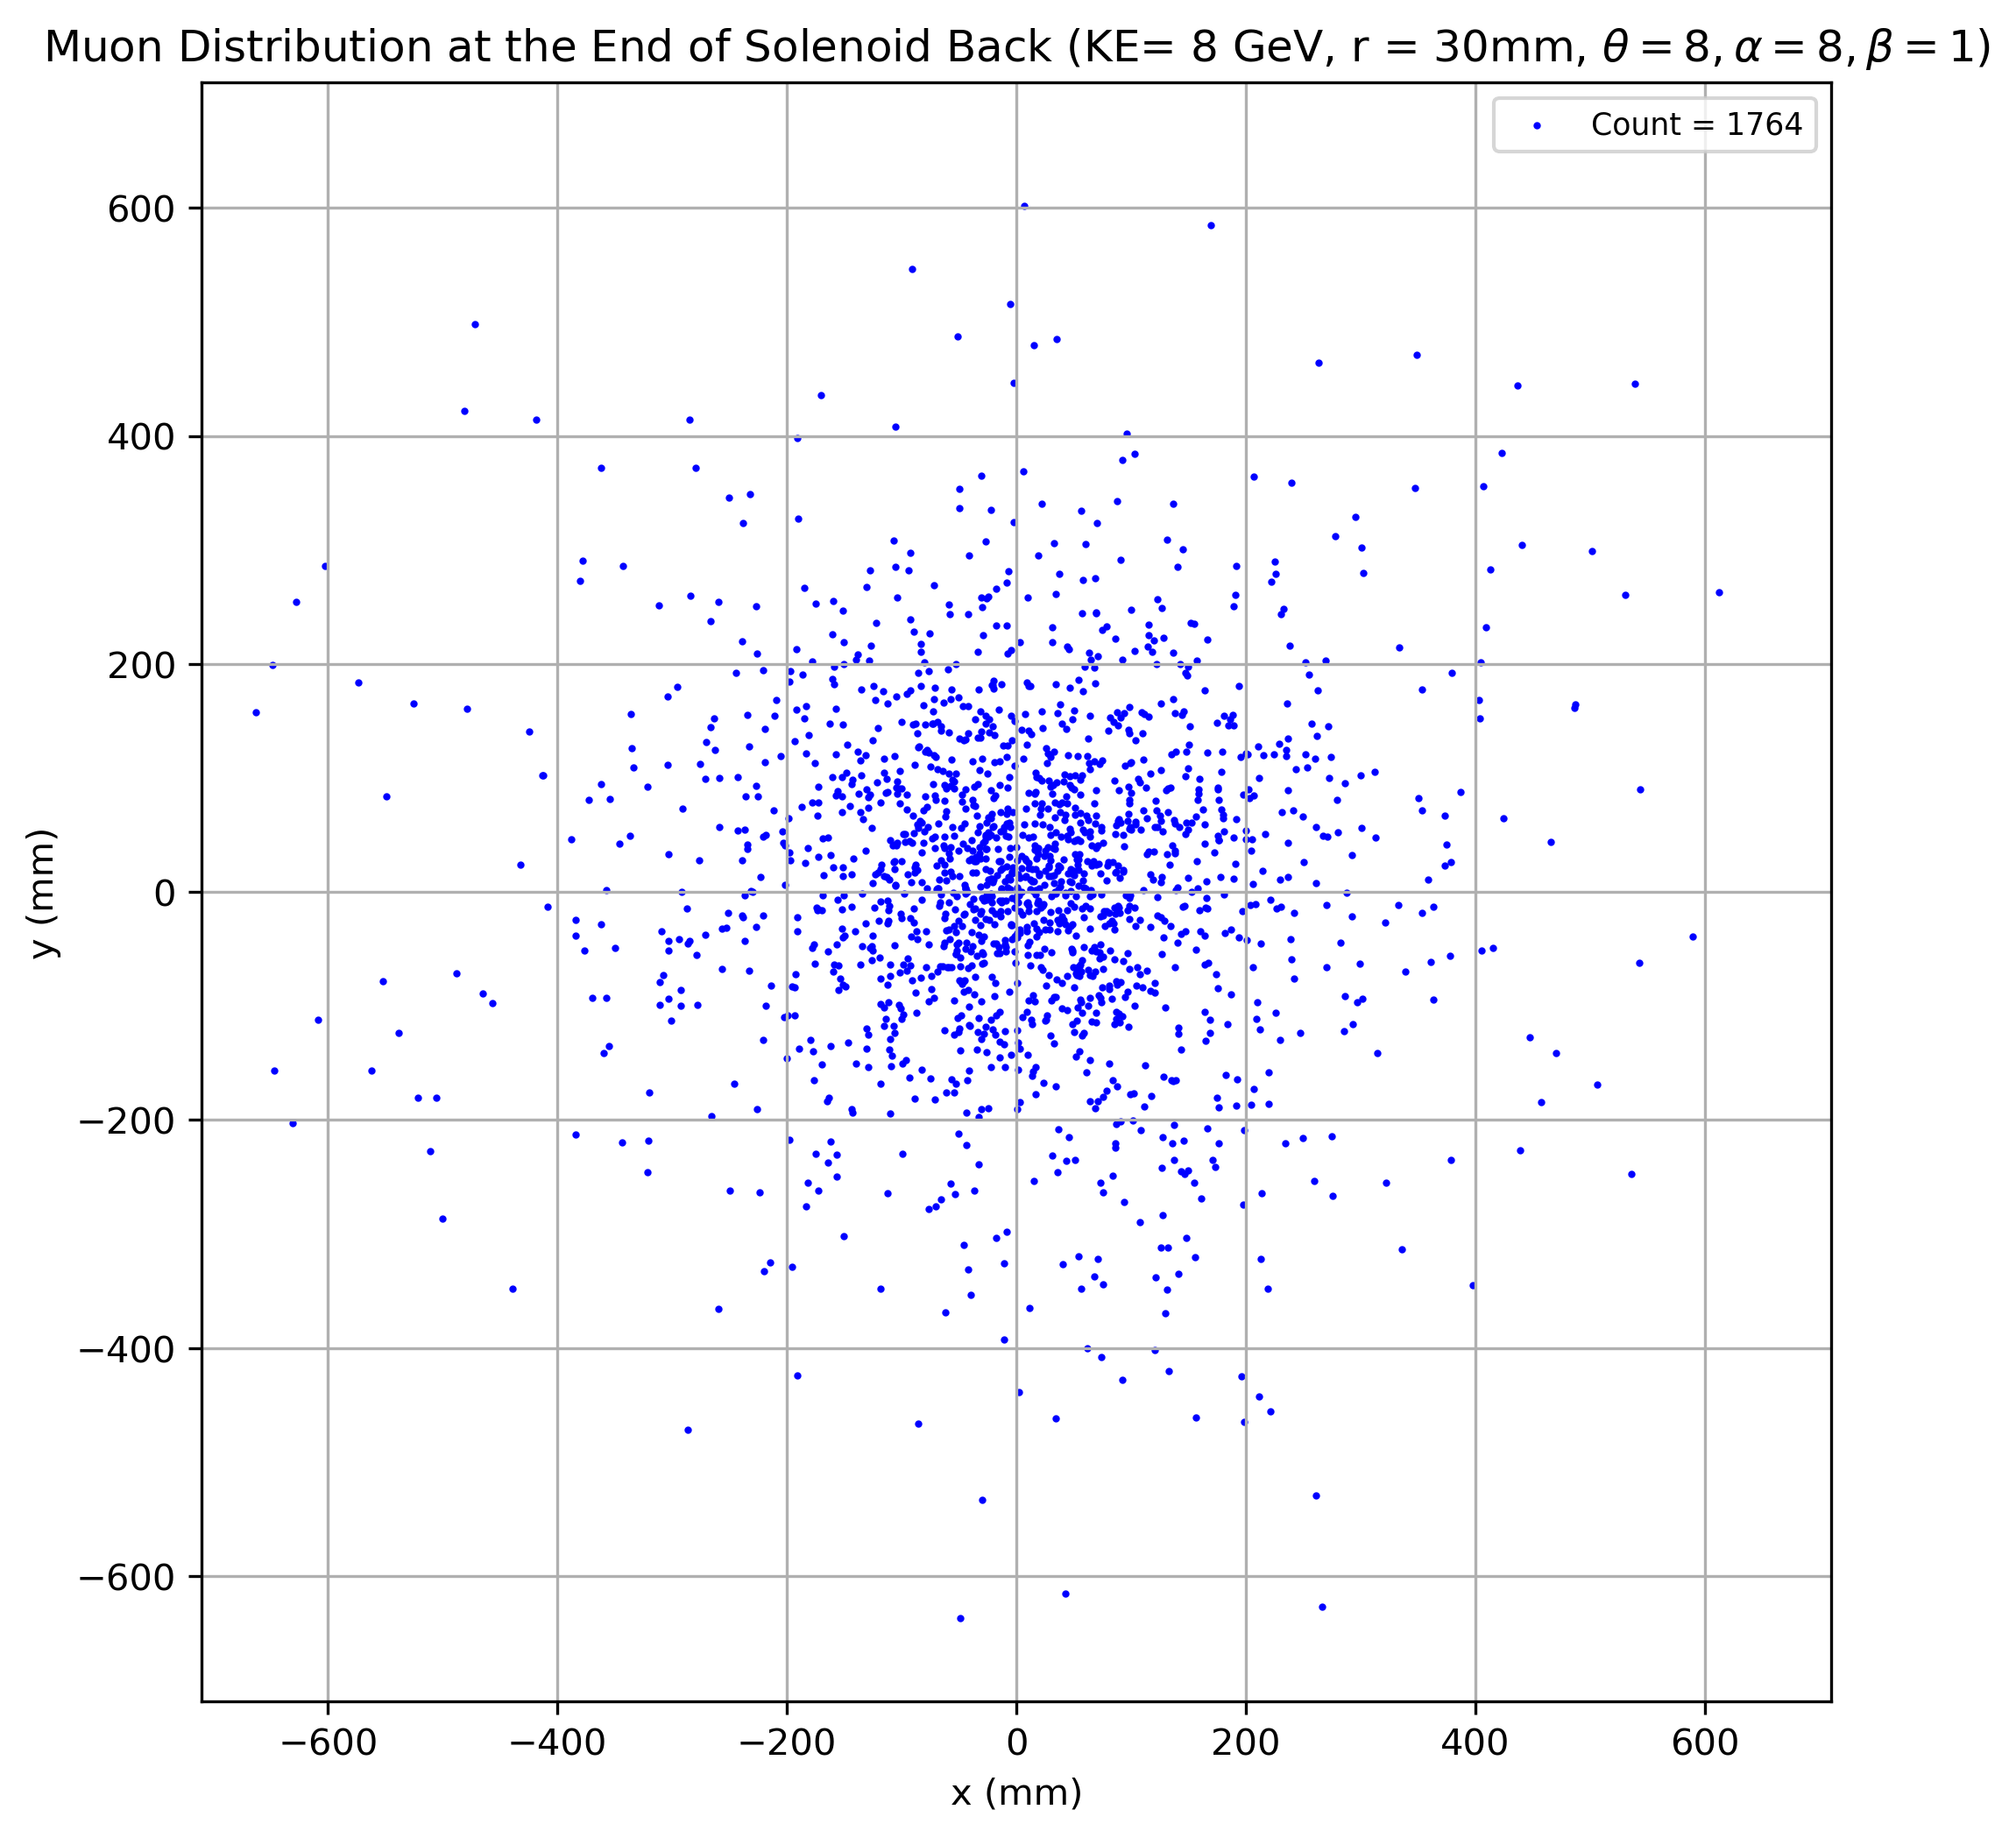 Muon Distribution at the End of Solenoid Back (KE= 8 GeV, r = 30mm, θ = 8, α = 8, β = 1)
Count = 1764
600
400
200
0
−200
−400
−600
y (mm)
−600 −400 −200 0 200 400 600
x (mm)